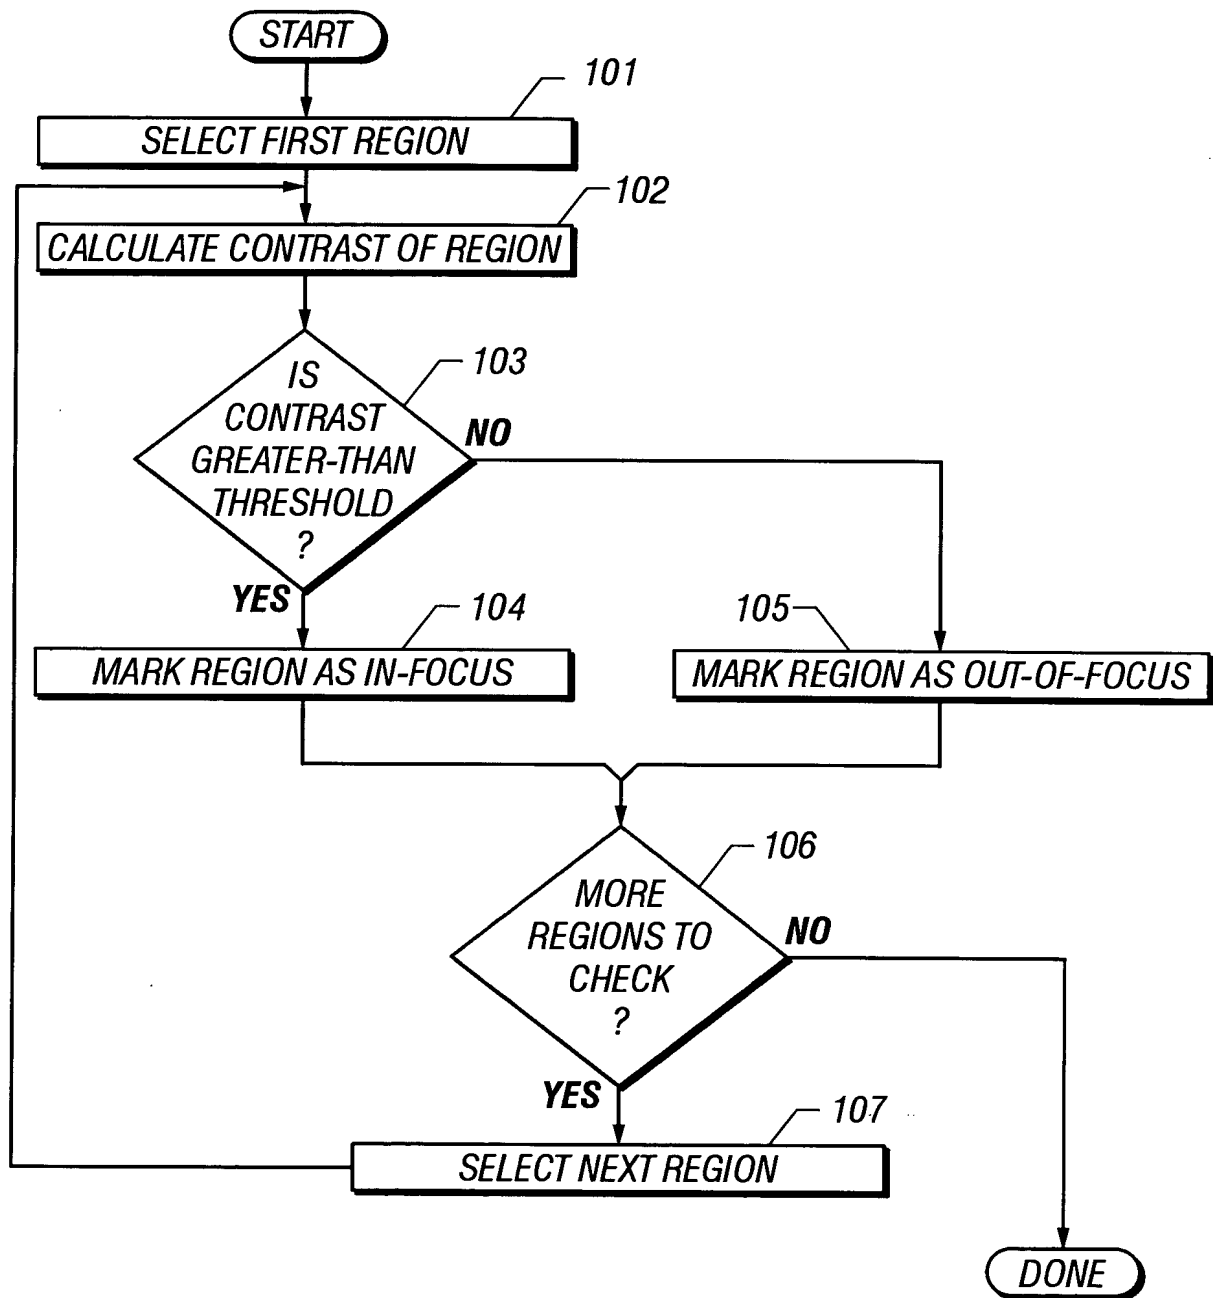 START
101
SELECT FIRST REGION
102
CALCULATE CONTRAST OF REGION
103
IS
CONTRAST
GREATER-THAN
THRESHOLD
?
NO
YES
104
MARK REGION AS IN-FOCUS
105
MARK REGION AS OUT-OF-FOCUS
106
MORE
REGIONS TO
CHECK
?
NO
YES
107
SELECT NEXT REGION
DONE